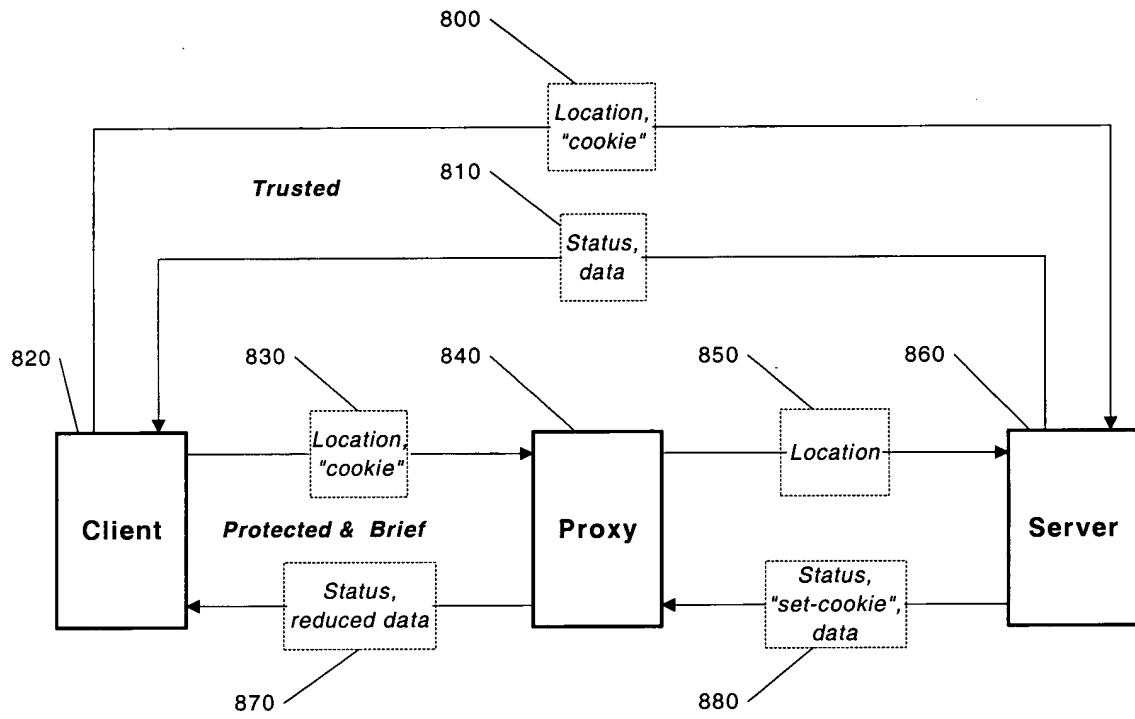 800
Location,
"cookie"
810
Trusted
Status,
data
820
830
840
850
860
Location,
"cookie"
Location
Client
Protected & Brief
Proxy
Server
Status,
reduced data
Status,
"set-cookie",
data
870
880